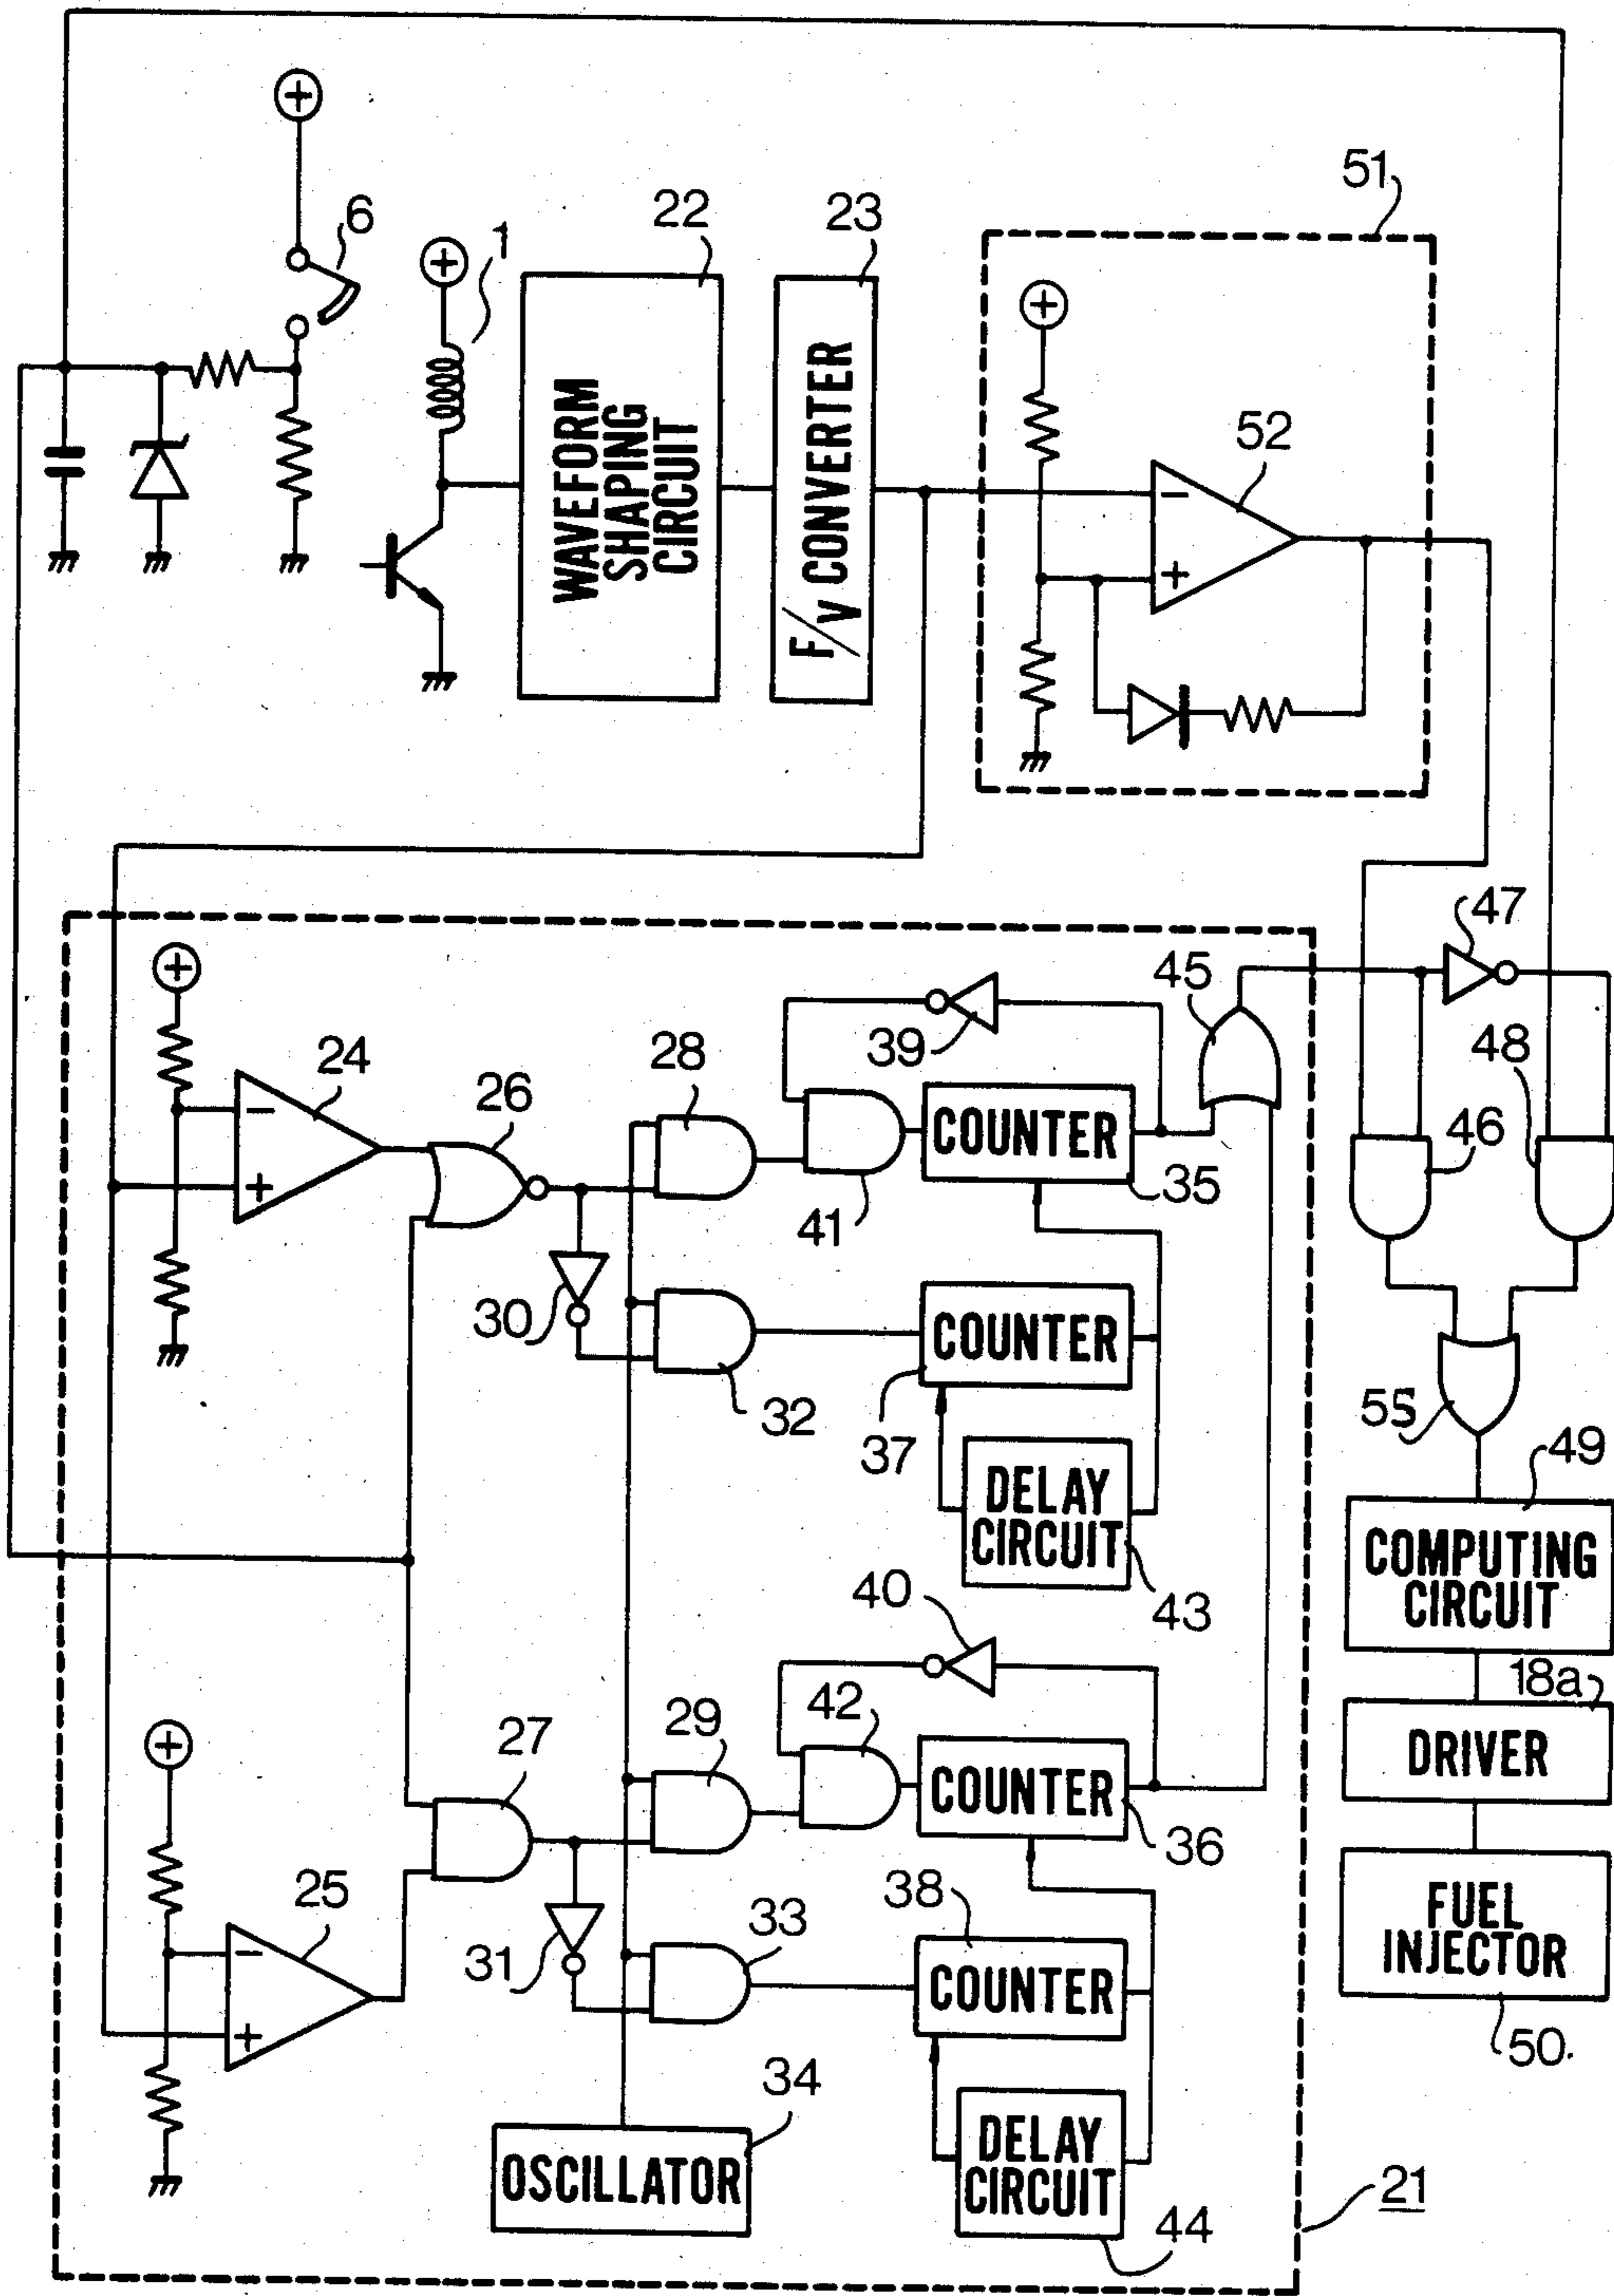 6
1
22
23
51
WAVEFORM
SHAPING
CIRCUIT
F/V CONVERTER
52
−
+
47
45
39
48
24
28
26
−
+
COUNTER
46
35
41
30
COUNTER
32
37
55
49
DELAY
CIRCUIT
COMPUTING
CIRCUIT
43
40
18a
42
29
27
COUNTER
DRIVER
36
25
38
33
FUEL
INJECTOR
31
−
+
COUNTER
50.
34
DELAY
CIRCUIT
OSCILLATOR
21
44